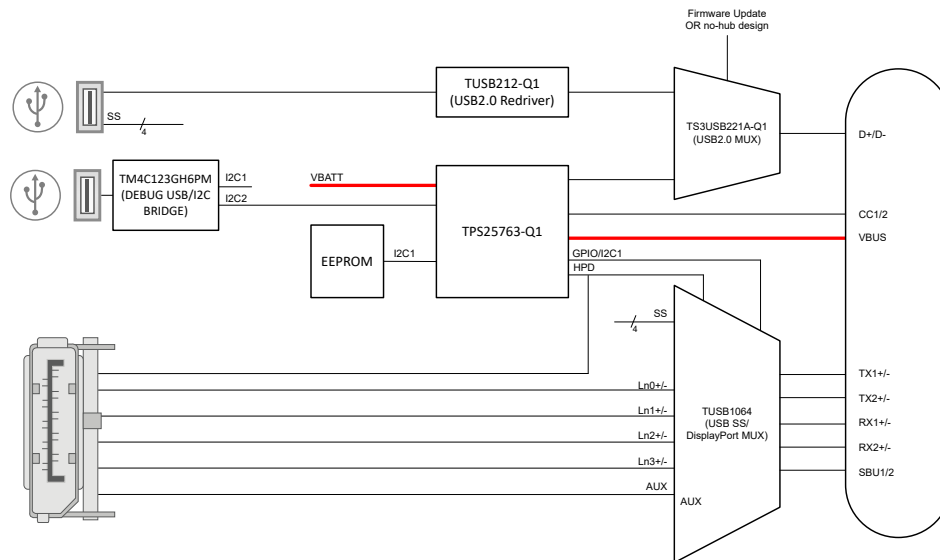 Firmware Update
OR no-hub design
TUSB212-Q1
(USB2.0 Redriver)
SS
4
TS3USB221A-Q1
(USB2.0 MUX)
D+/D-
TM4C123GH6PM
(DEBUG USB/I2C
BRIDGE)
I2C1
I2C2
VBATT
TPS25763-Q1
CC1/2
VBUS
EEPROM
I2C1
GPIO/I2C1
HPD
SS
4
Ln0+/-
Ln1+/-
Ln2+/-
Ln3+/-
AUX
AUX
TUSB1064
(USB SS/
DisplayPort MUX)
TX1+/-
TX2+/-
RX1+/-
RX2+/-
SBU1/2